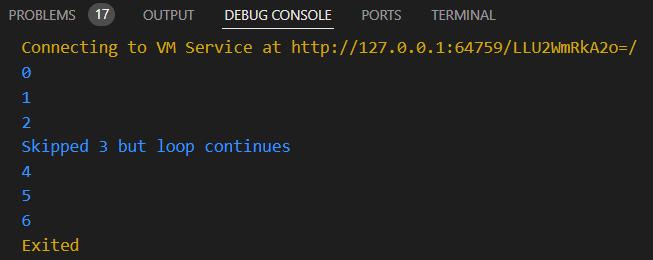 PROBLEMS 17 OUTPUT DEBUG CONSOLE PORTS TERMINAL
Connecting to VM Service at http://127.0.0.1:64759/LLU2WmRkA2o=/
0
1
2
Skipped 3 but loop continues
4
5
6
Exited